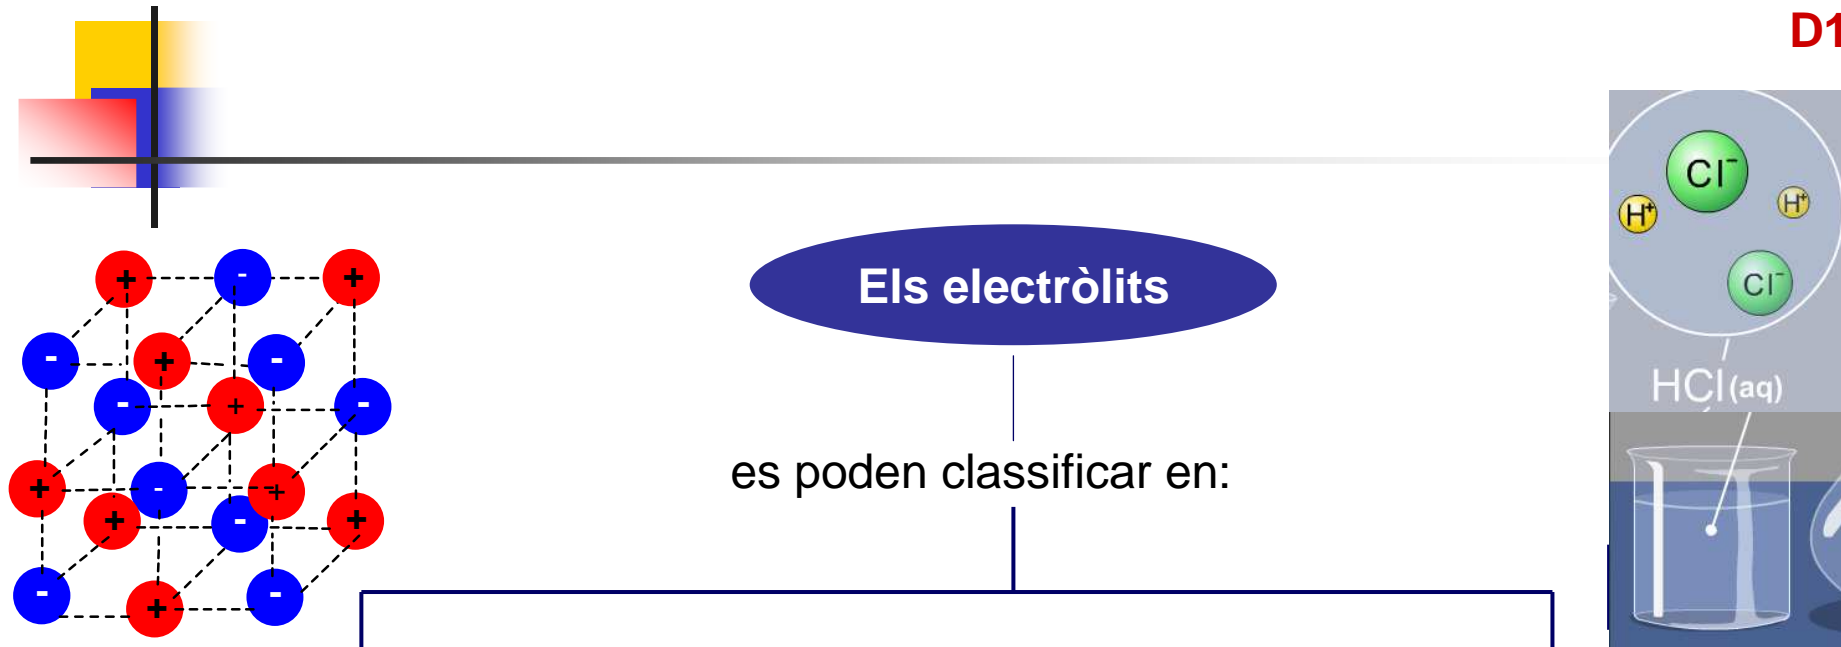 D1
Els electròlits
es poden classificar en:
Cl⁻
H⁺
H⁺
Cl⁻
HCl(aq)
+
-
+
-
+
-
-
+
-
+
-
+
+
+
-
+
-
+
-